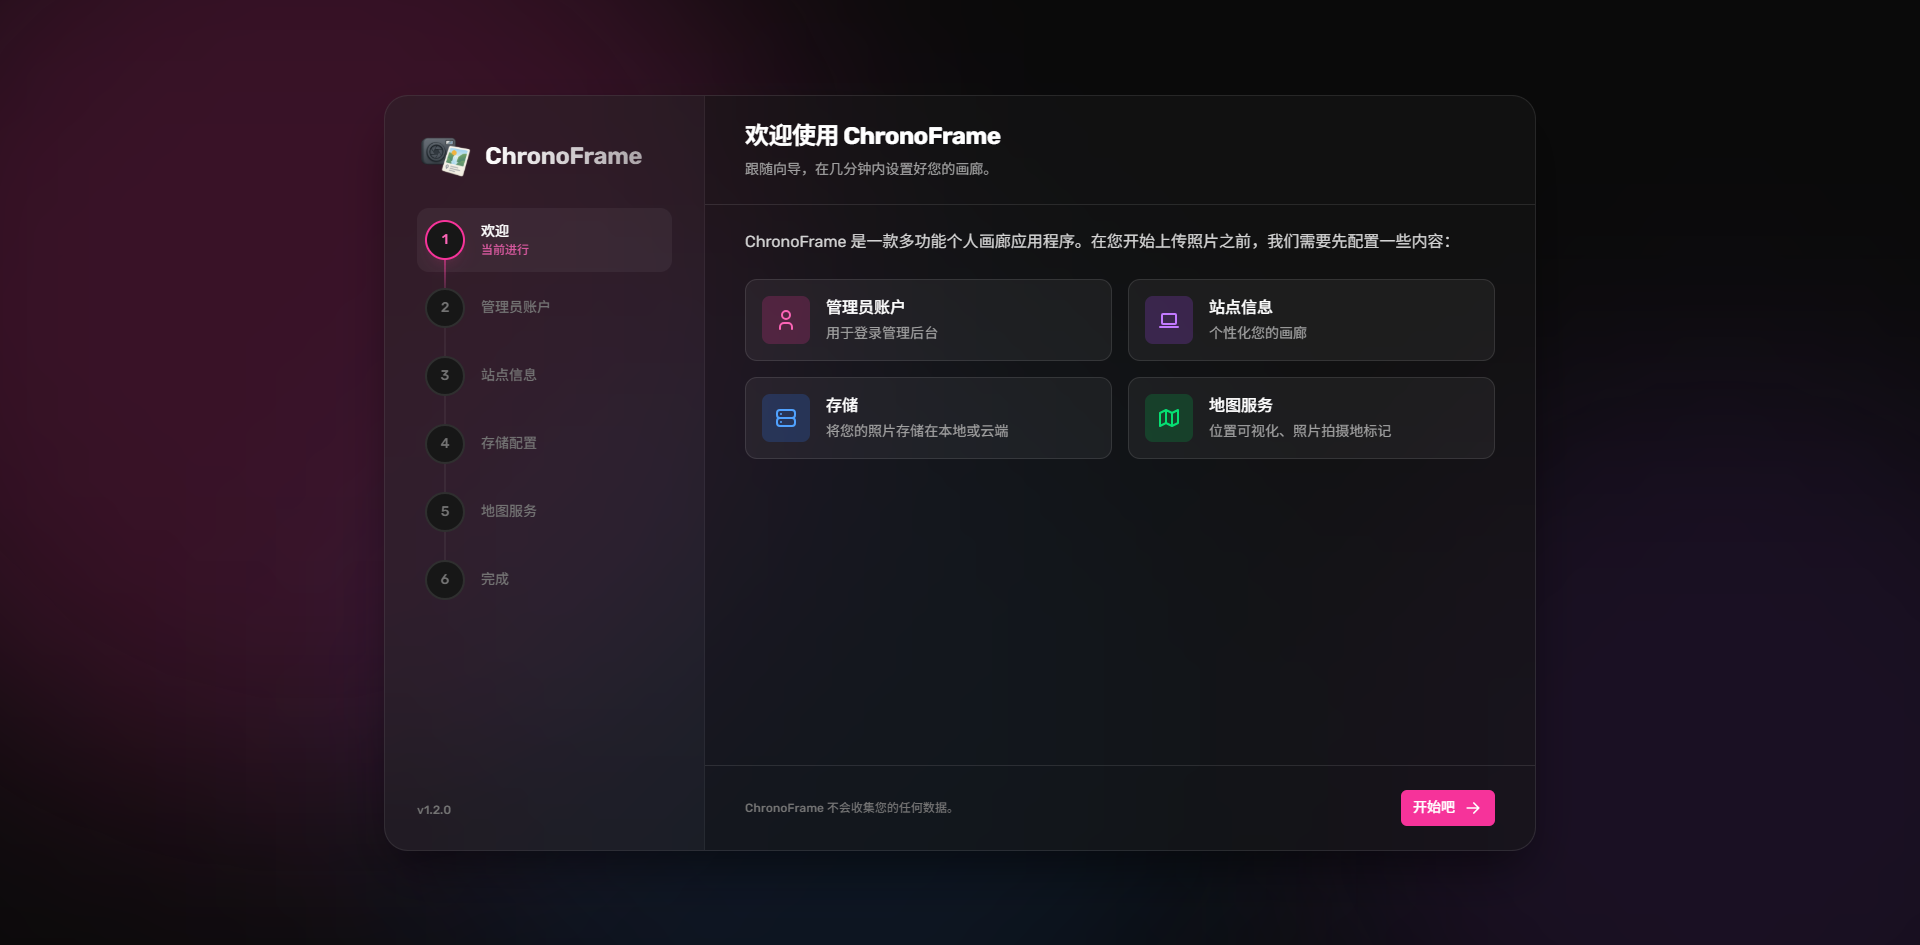 ChronoFrame
1
欢迎
当前进行
2
管理员账户
3
站点信息
4
存储配置
5
地图服务
6
完成
v1.2.0
欢迎使用 ChronoFrame
跟随向导，在几分钟内设置好您的画廊。
ChronoFrame 是一款多功能个人画廊应用程序。在您开始上传照片之前，我们需要先配置一些内容：
管理员账户
用于登录管理后台
站点信息
个性化您的画廊
存储
将您的照片存储在本地或云端
地图服务
位置可视化、照片拍摄地标记
ChronoFrame 不会收集您的任何数据。
开始吧